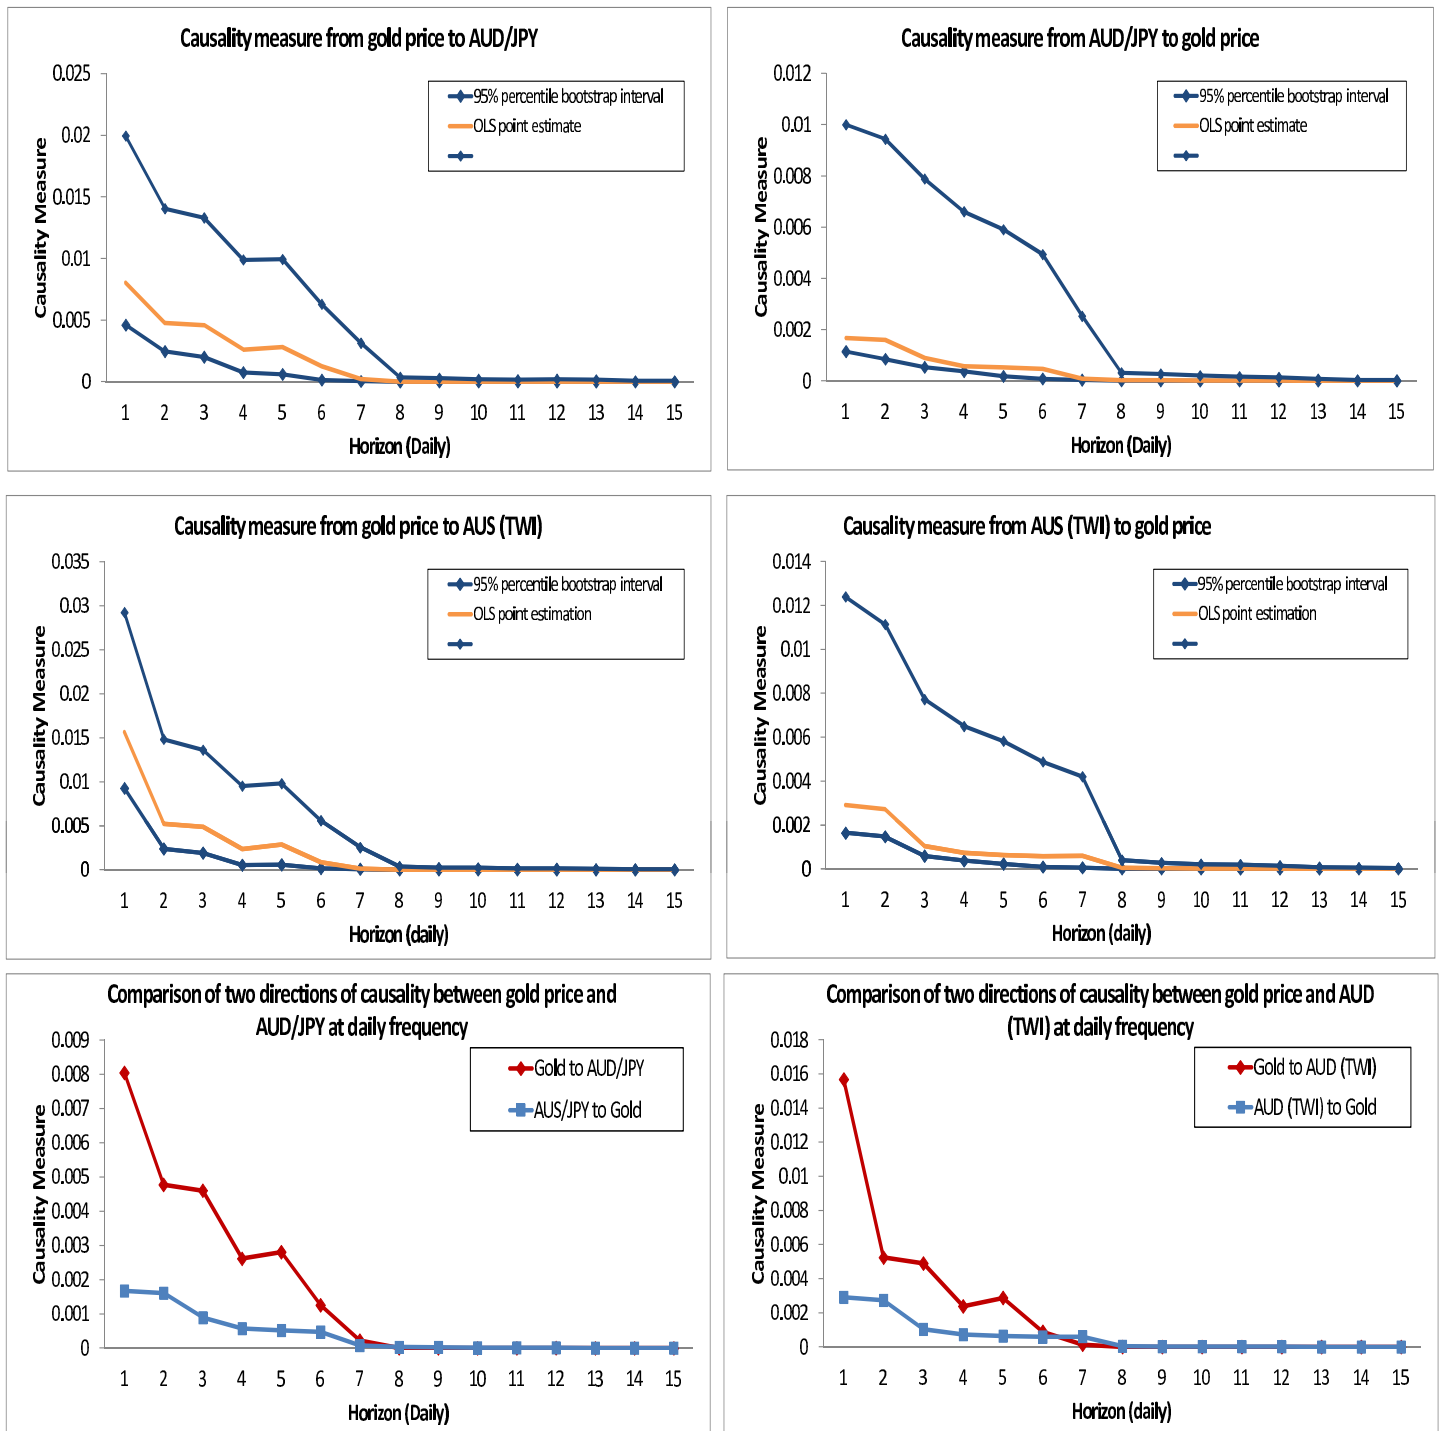 Causality measure from gold price to AUD/JPY
0.025
0.02
0.015
0.01
0.005
0
Causality Measure
95% percentile bootstrap interval
OLS point estimate
1 2 3 4 5 6 7 8 9 10 11 12 13 14 15
Horizon (Daily)
Causality measure from AUD/JPY to gold price
0.012
0.01
0.008
0.006
0.004
0.002
0
Causality Measure
95% percentile bootstrap interval
OLS point estimate
1 2 3 4 5 6 7 8 9 10 11 12 13 14 15
Horizon (Daily)
Causality measure from gold price to AUS (TWI)
0.035
0.03
0.025
0.02
0.015
0.01
0.005
0
Causality Measure
95% percentile bootstrap interval
OLS point estimation
1 2 3 4 5 6 7 8 9 10 11 12 13 14 15
Horizon (daily)
Causality measure from AUS (TWI) to gold price
0.014
0.012
0.01
0.008
0.006
0.004
0.002
0
Causality Measure
95% percentile bootstrap interval
OLS point estimation
1 2 3 4 5 6 7 8 9 10 11 12 13 14 15
Horizon (daily)
Comparison of two directions of causality between gold price and
AUD/JPY at daily frequency
0.009
0.008
0.007
0.006
0.005
0.004
0.003
0.002
0.001
0
Causality Measure
Gold to AUD/JPY
AUS/JPY to Gold
1 2 3 4 5 6 7 8 9 10 11 12 13 14 15
Horizon (Daily)
Comparison of two directions of causality between gold price and AUD
(TWI) at daily frequency
0.018
0.016
0.014
0.012
0.01
0.008
0.006
0.004
0.002
0
Causality Measure
Gold to AUD (TWI)
AUD (TWI) to Gold
1 2 3 4 5 6 7 8 9 10 11 12 13 14 15
Horizon (daily)